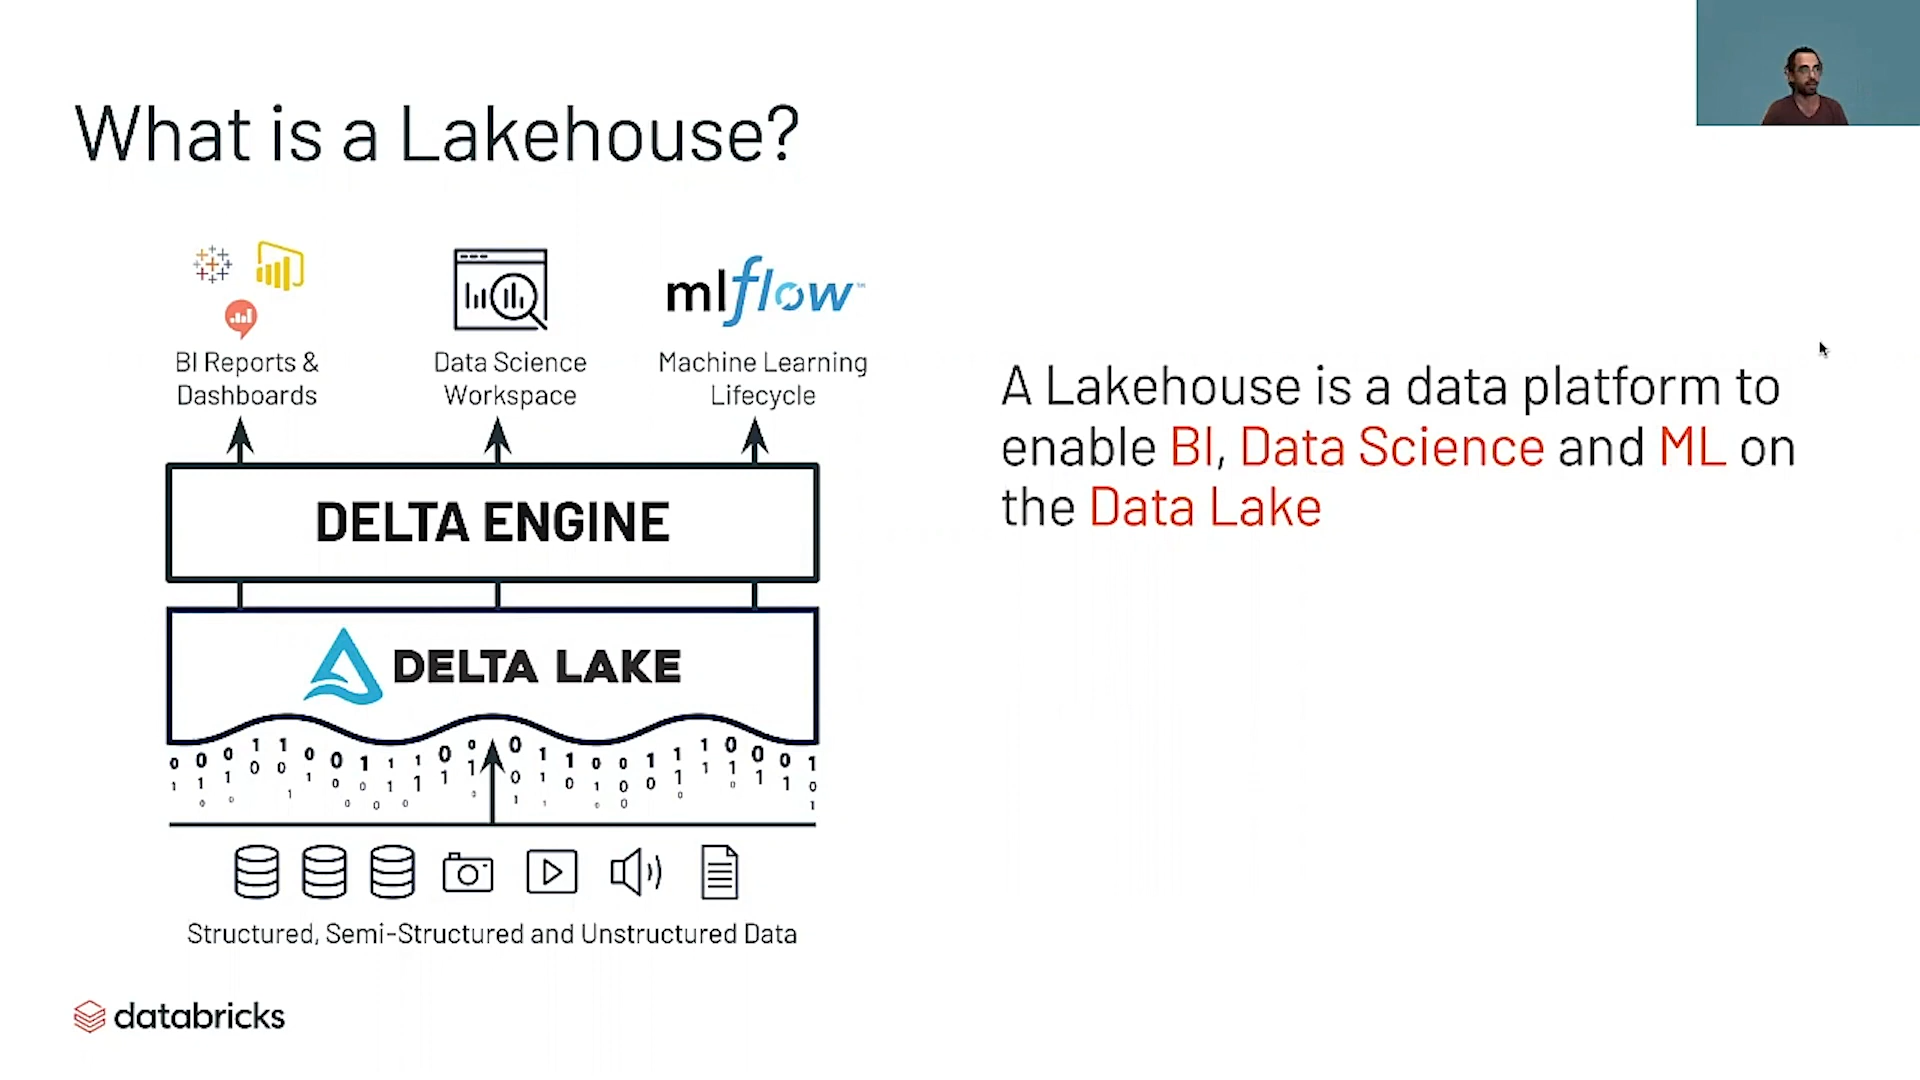 What is a Lakehouse?
mlflow™
BI Reports &
Dashboards
Data Science
Workspace
Machine Learning
Lifecycle
DELTA ENGINE
DELTA LAKE
Structured, Semi-Structured and Unstructured Data
A Lakehouse is a data platform to
enable BI, Data Science and ML on
the Data Lake
databricks